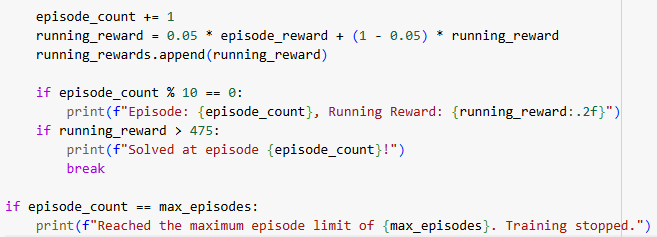 episode_count += 1
    running_reward = 0.05 * episode_reward + (1 - 0.05) * running_reward
    running_rewards.append(running_reward)
    if episode_count % 10 == 0:
        print(f"Episode: {episode_count}, Running Reward: {running_reward:.2f}")
    if running_reward > 475:
        print(f"Solved at episode {episode_count}!")
        break
if episode_count == max_episodes:
    print(f"Reached the maximum episode limit of {max_episodes}. Training stopped.")